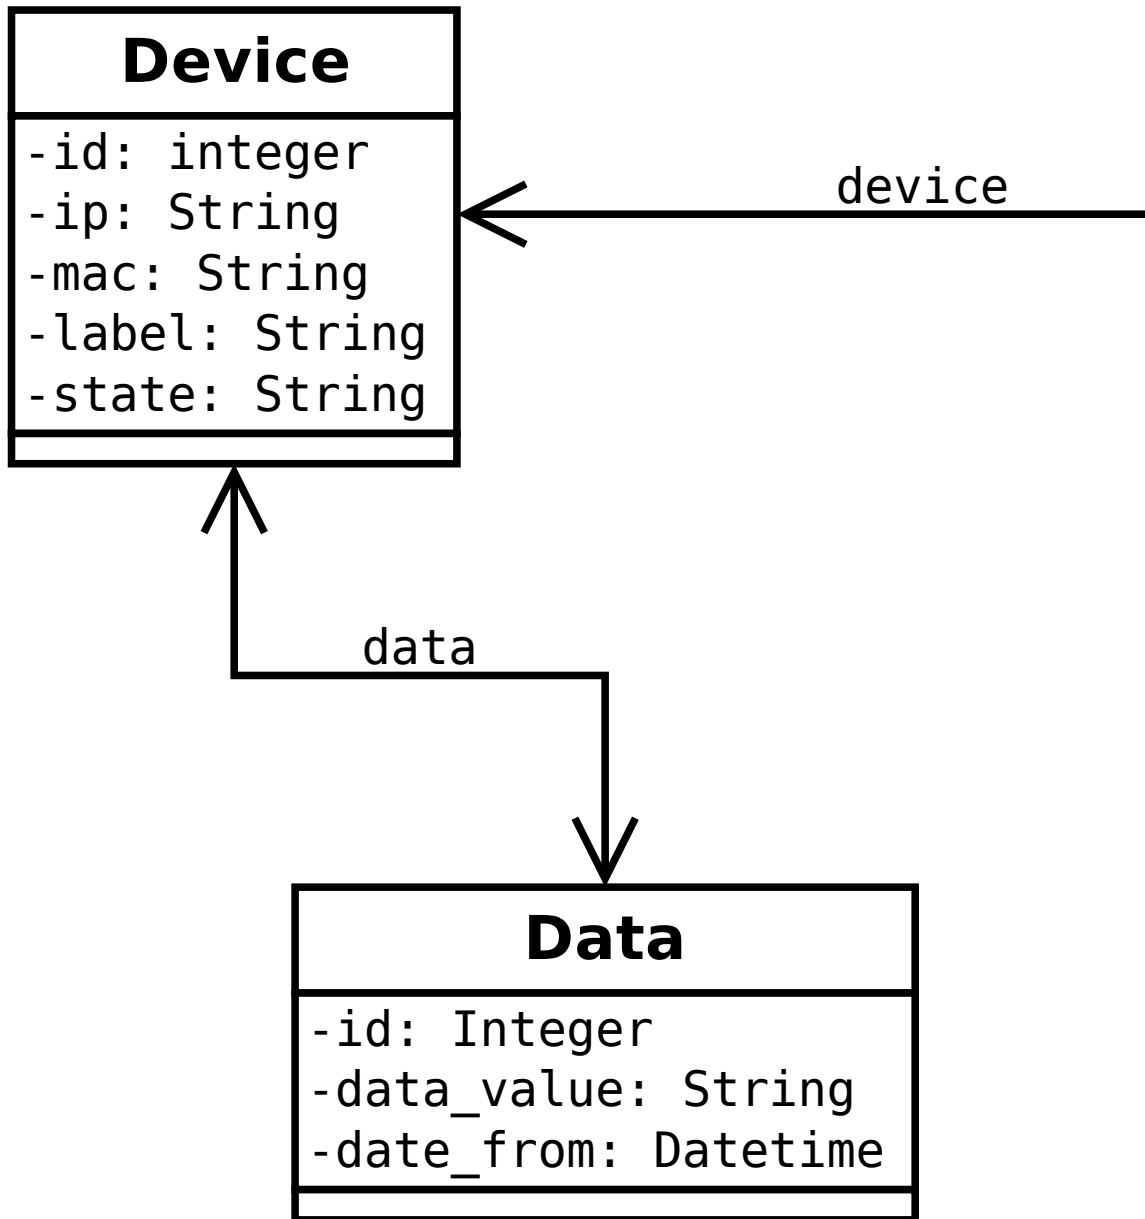 Device
-id: integer
-ip: String
-mac: String
-label: String
-state: String
device
data
Data
-id: Integer
-data_value: String
-date_from: Datetime